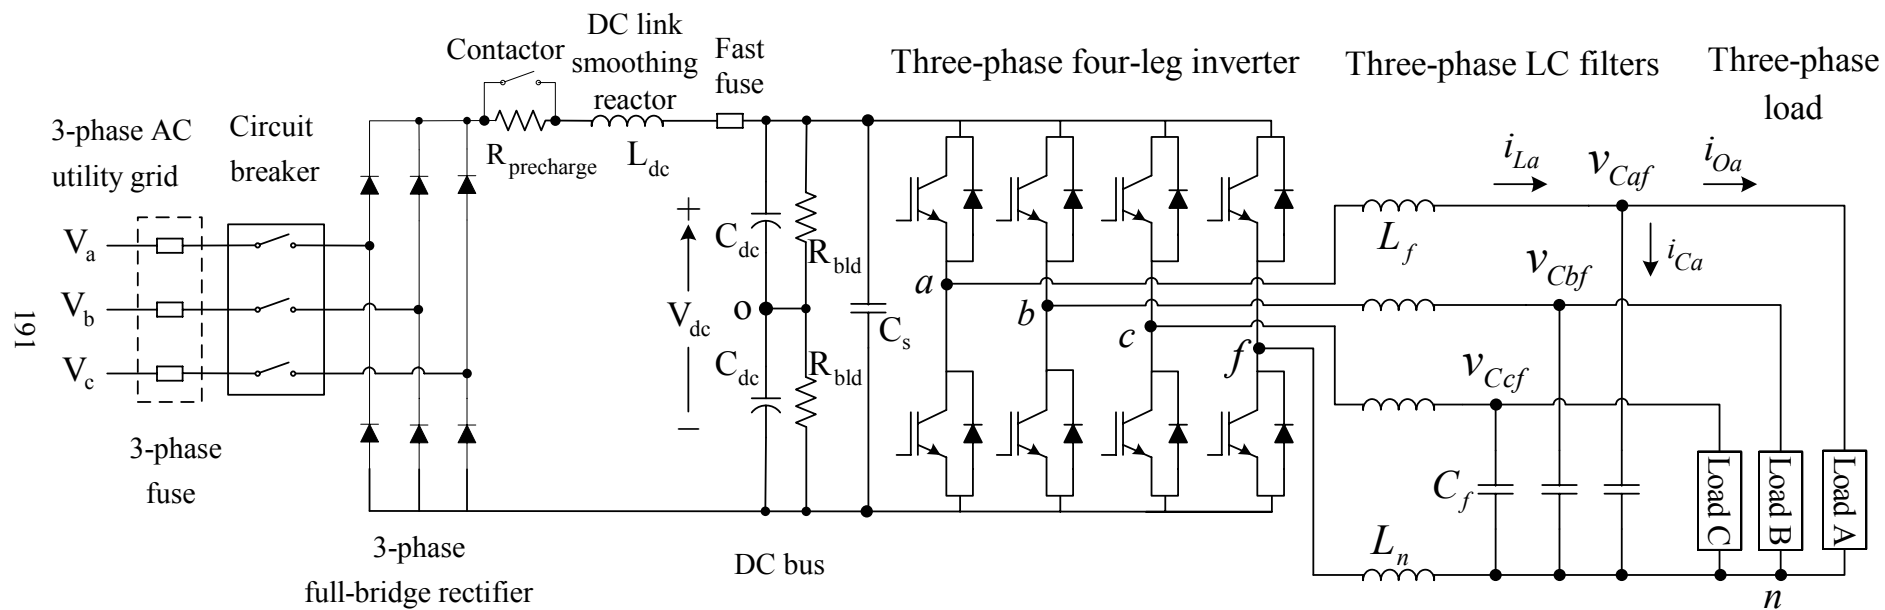 191
3-phase AC
utility grid
V_a
V_b
V_c
3-phase
fuse
Circuit
breaker
3-phase
full-bridge rectifier
Contactor
R_precharge
DC link
smoothing
reactor
L_dc
Fast
fuse
+
V_dc
−
C_dc
R_bld
o
C_dc
R_bld
C_s
DC bus
Three-phase four-leg inverter
a
b
c
f
Three-phase LC filters
i_La
v_Caf
i_Oa
L_f
i_Ca
v_Cbf
v_Ccf
C_f
L_n
Three-phase
load
Load C
Load B
Load A
n